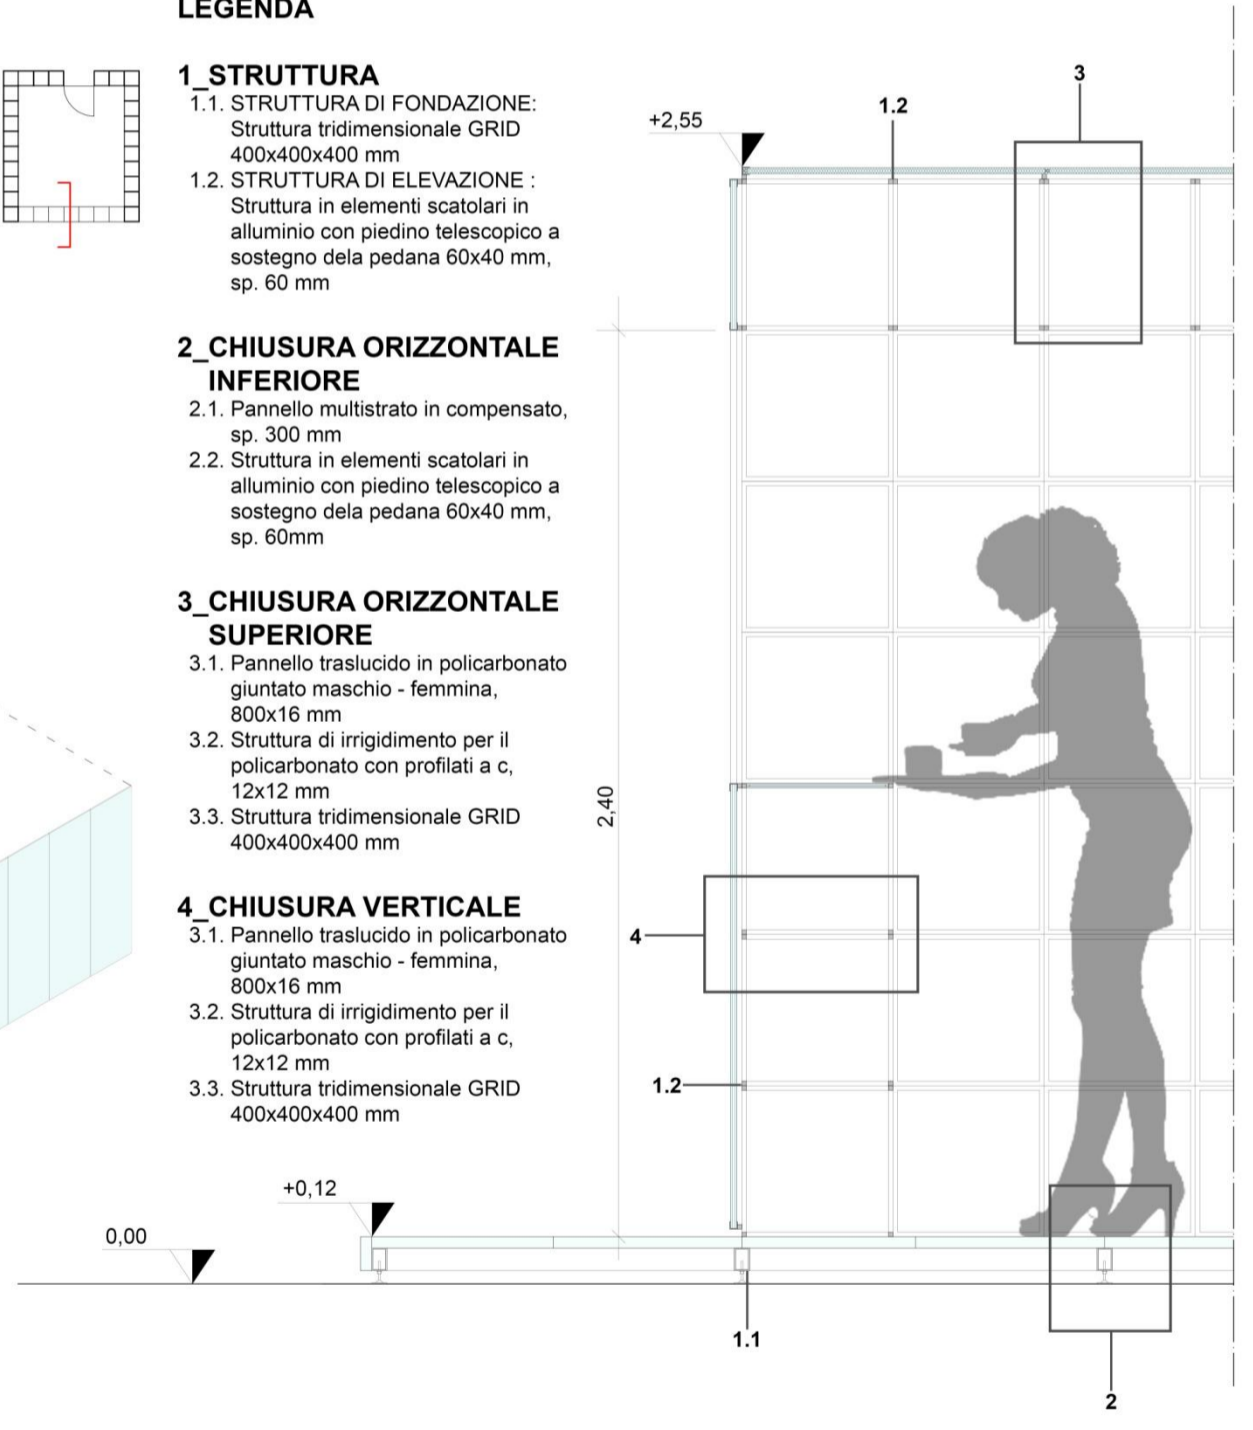 LEGENDA
1_STRUTTURA
1.1. STRUTTURA DI FONDAZIONE:
Struttura tridimensionale GRID
400x400x400 mm
1.2. STRUTTURA DI ELEVAZIONE :
Struttura in elementi scatolari in
alluminio con piedino telescopico a
sostegno dela pedana 60x40 mm,
sp. 60 mm
2_CHIUSURA ORIZZONTALE
INFERIORE
2.1. Pannello multistrato in compensato,
sp. 300 mm
2.2. Struttura in elementi scatolari in
alluminio con piedino telescopico a
sostegno dela pedana 60x40 mm,
sp. 60mm
3_CHIUSURA ORIZZONTALE
SUPERIORE
3.1. Pannello traslucido in policarbonato
giuntato maschio - femmina,
800x16 mm
3.2. Struttura di irrigidimento per il
policarbonato con profilati a c,
12x12 mm
3.3. Struttura tridimensionale GRID
400x400x400 mm
4_CHIUSURA VERTICALE
3.1. Pannello traslucido in policarbonato
giuntato maschio - femmina,
800x16 mm
3.2. Struttura di irrigidimento per il
policarbonato con profilati a c,
12x12 mm
3.3. Struttura tridimensionale GRID
400x400x400 mm
3
1.2
+2,55
2,40
4
1.2
+0,12
0,00
1.1
2